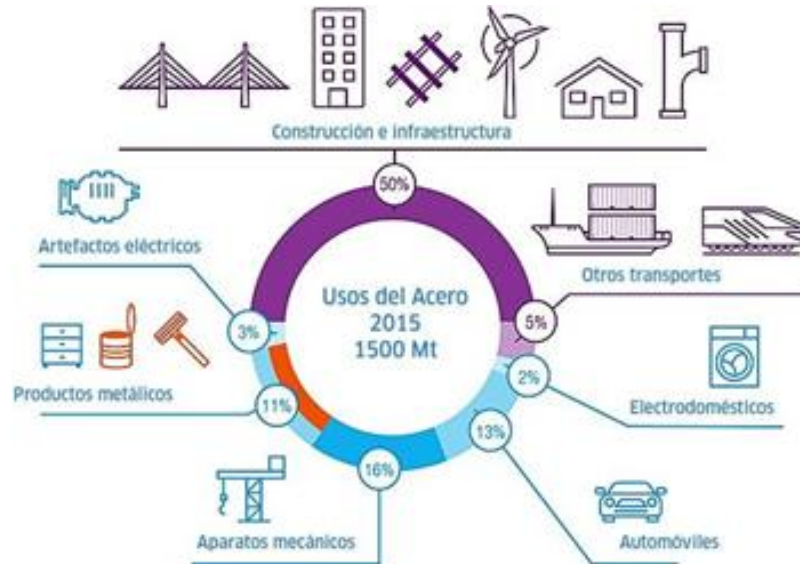 Construcción e infraestructura
50%
Artefactos eléctricos
Otros transportes
Usos del Acero
2015
1500 Mt
3%
5%
Productos metálicos
2%
Electrodomésticos
11%
13%
16%
Aparatos mecánicos
Automóviles